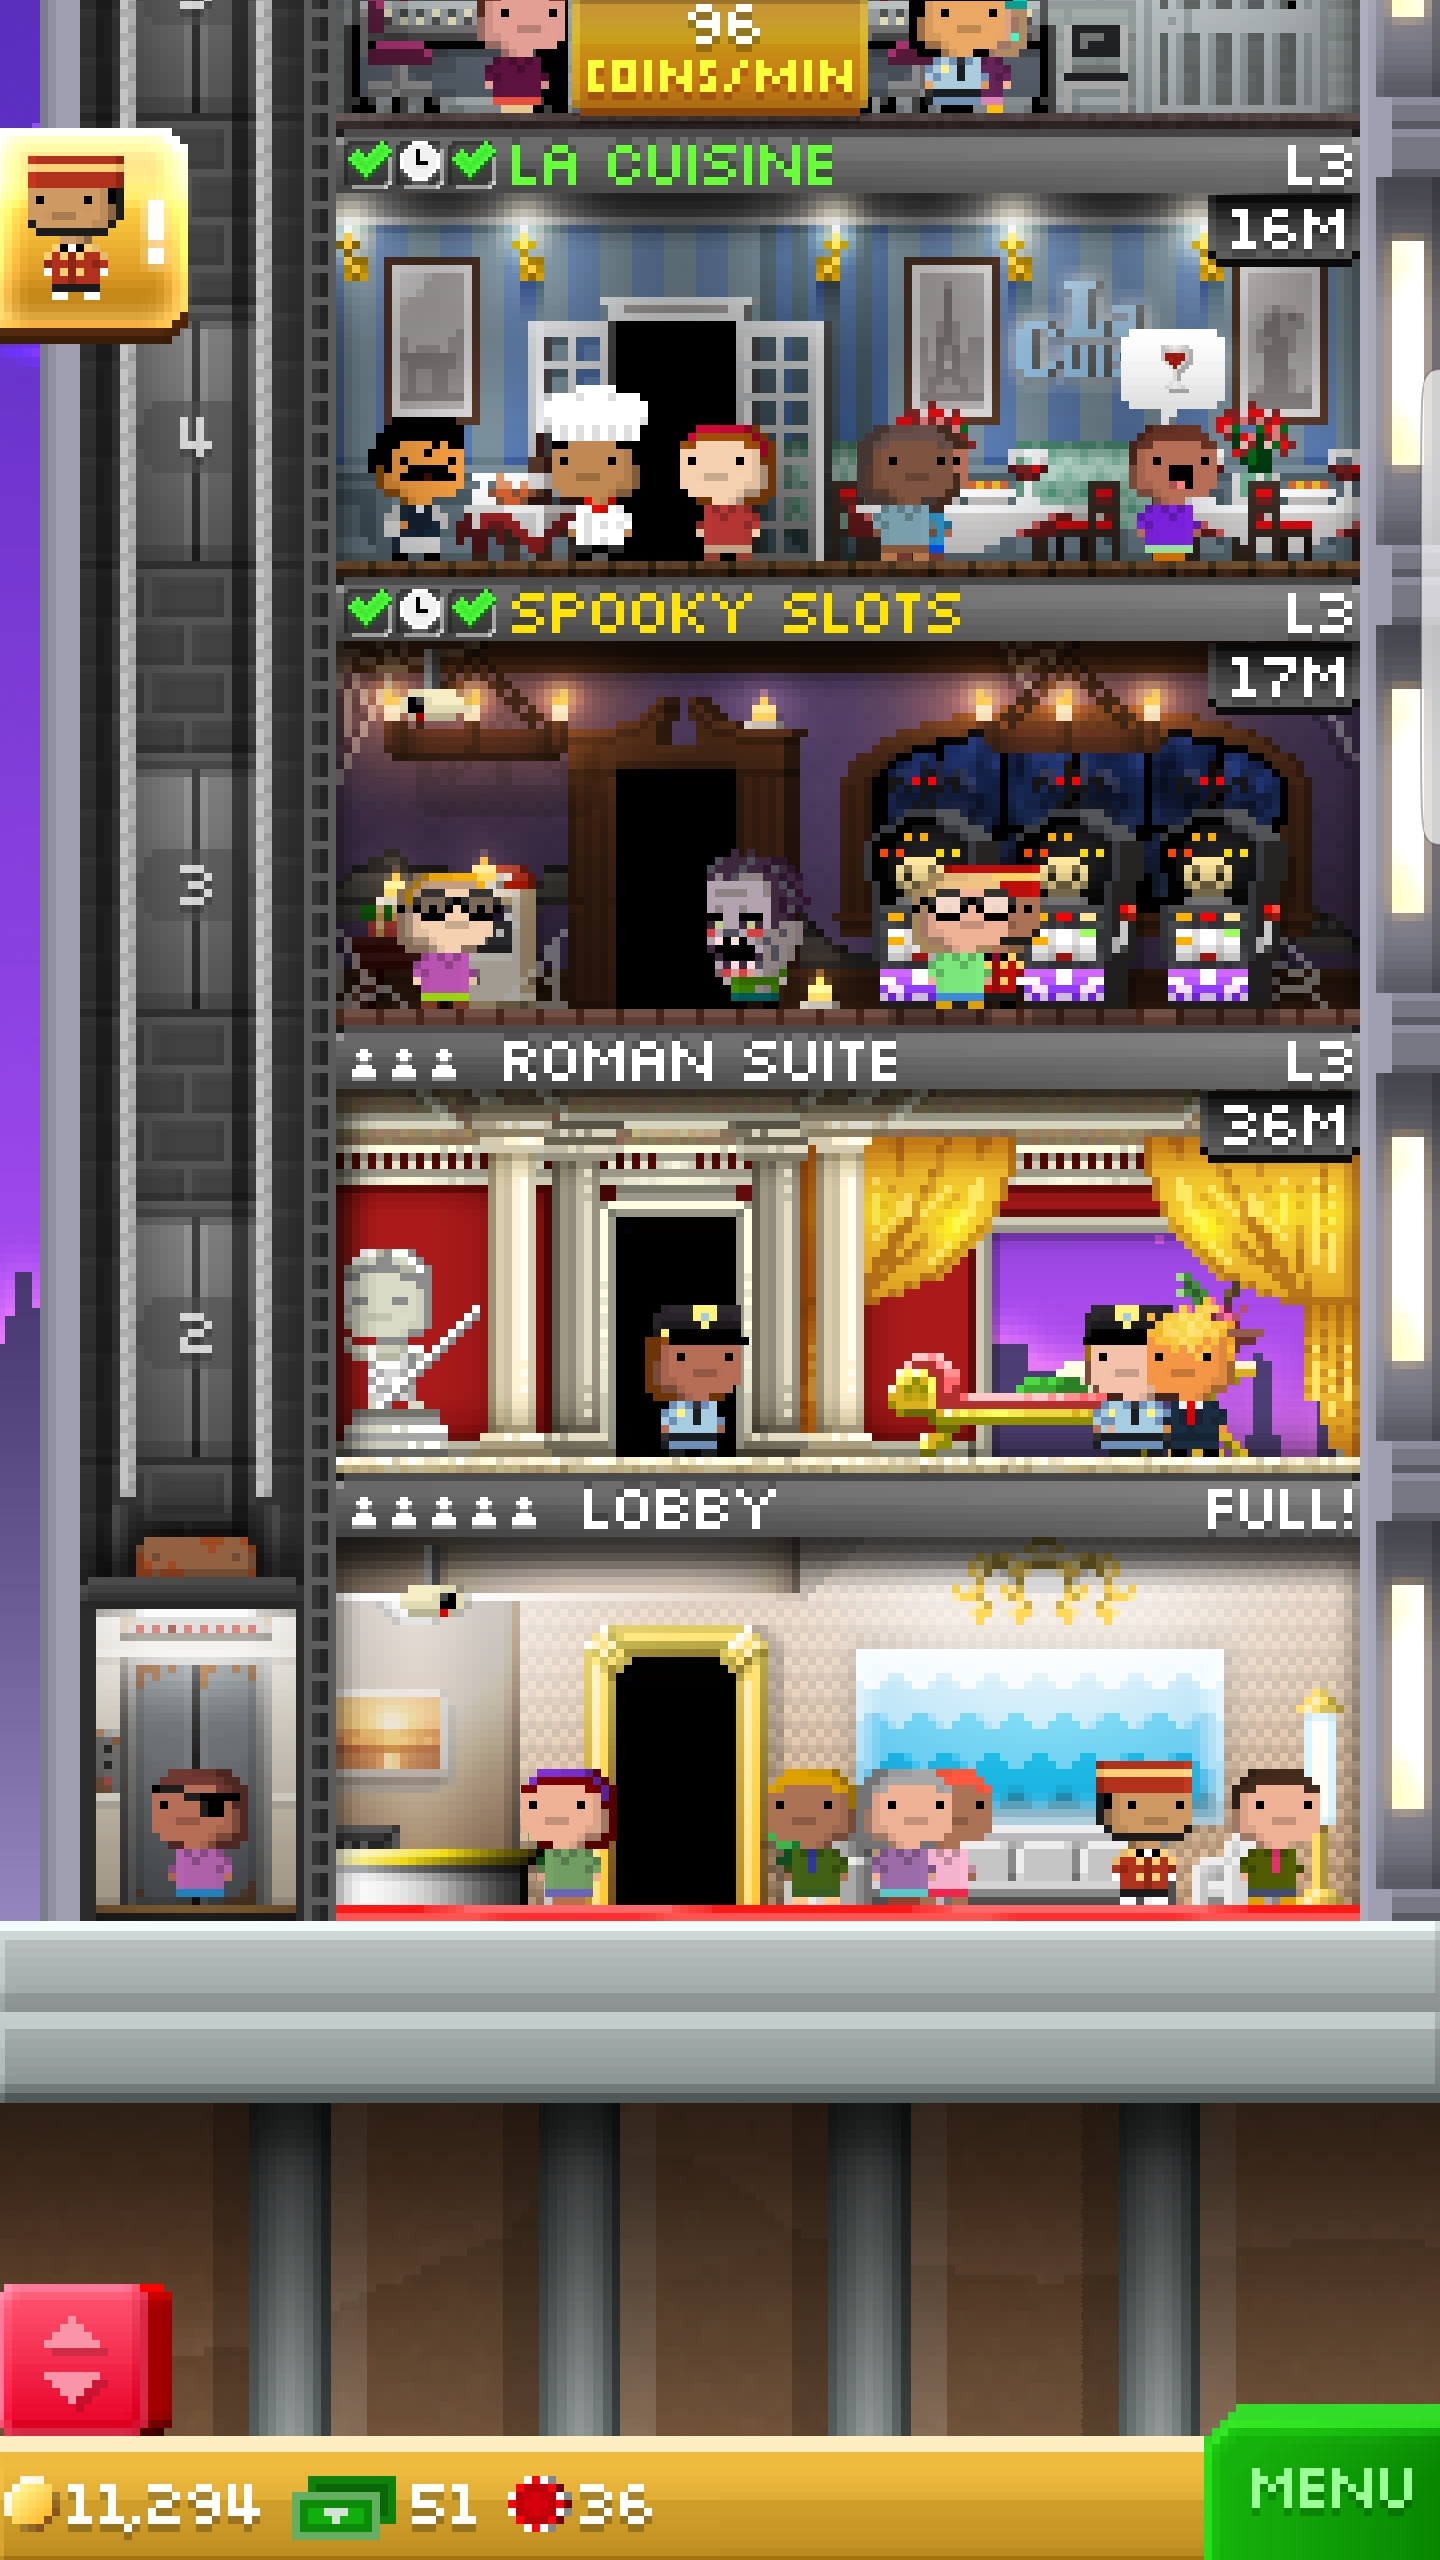 96
COINS/MIN
LA CUISINE L3
16M
La
4
SPOOKY SLOTS L3
17M
3
ROMAN SUITE L3
36M
2
LOBBY FULL!
11,294 51 36
MENU
!